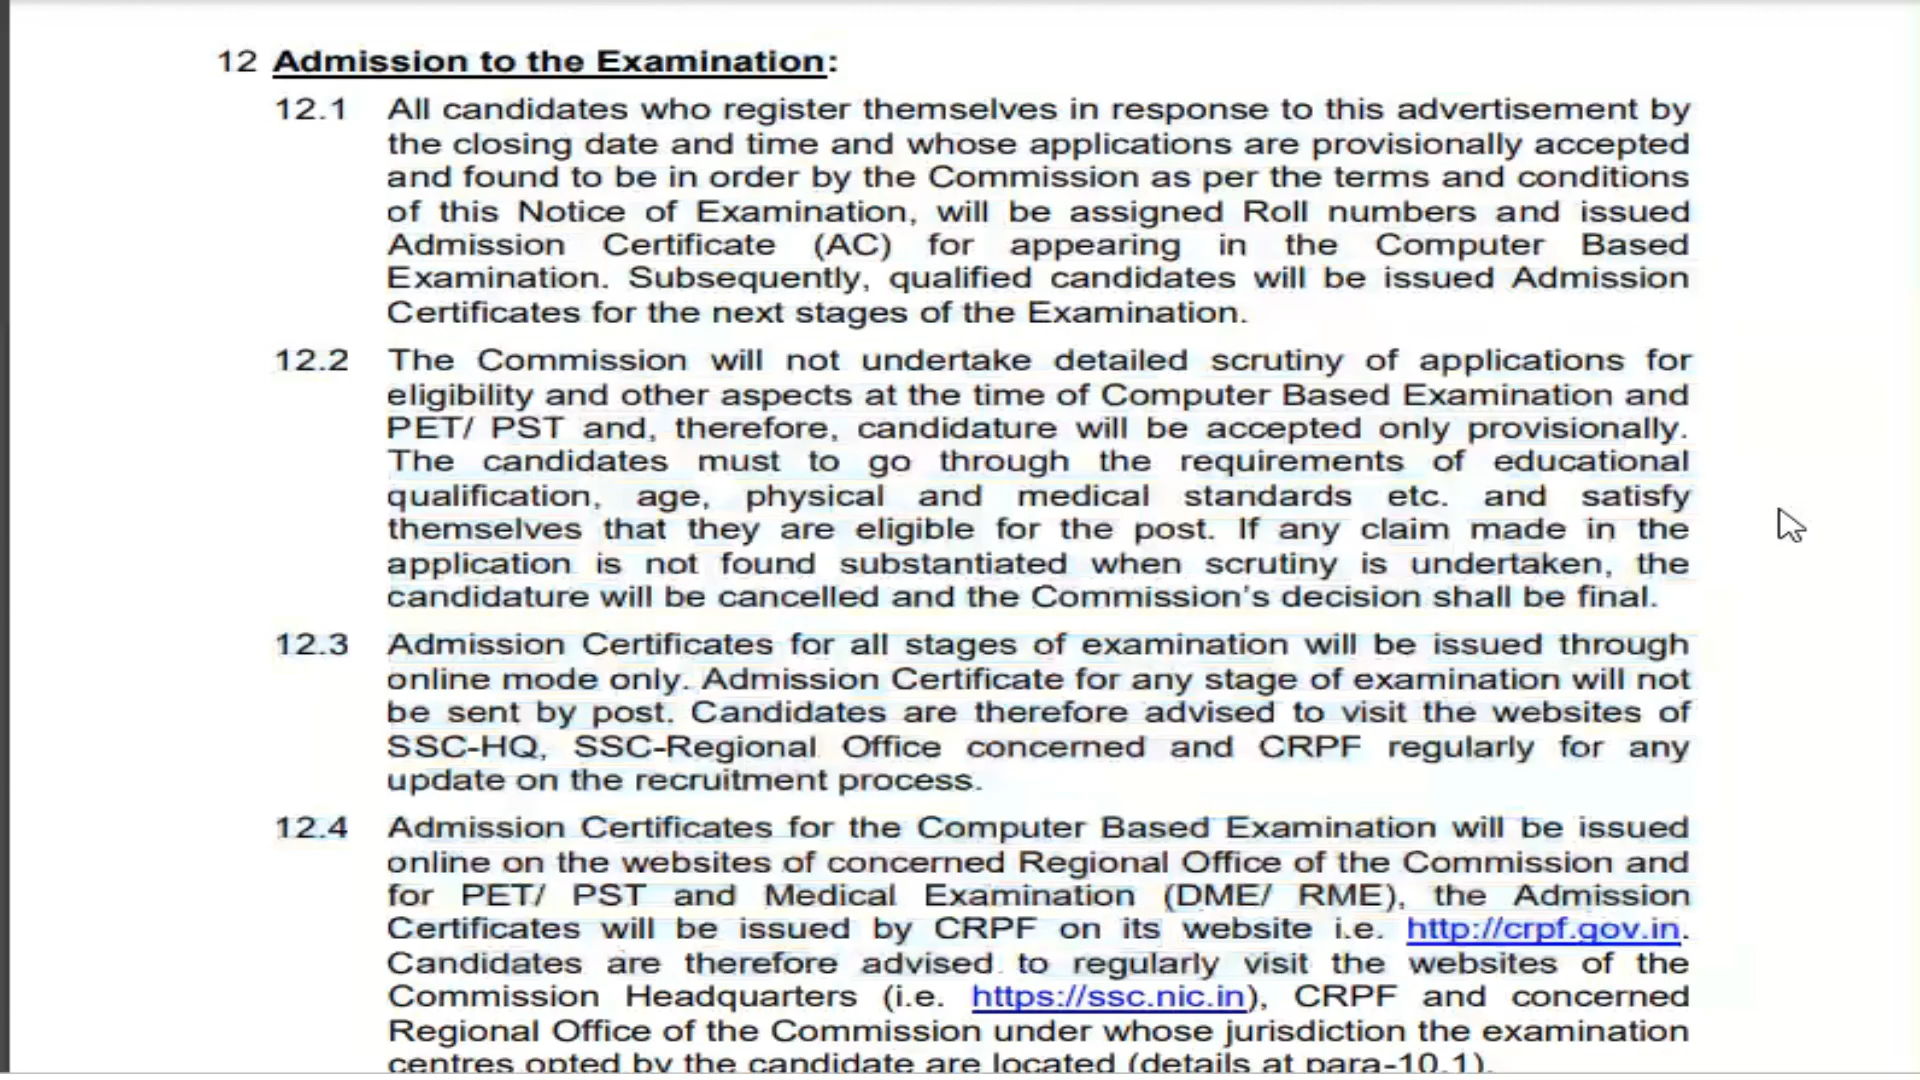 12 Admission to the Examination:
12.1 All candidates who register themselves in response to this advertisement by
the closing date and time and whose applications are provisionally accepted
and found to be in order by the Commission as per the terms and conditions
of this Notice of Examination, will be assigned Roll numbers and issued
Admission Certificate (AC) for appearing in the Computer Based
Examination. Subsequently, qualified candidates will be issued Admission
Certificates for the next stages of the Examination.
12.2 The Commission will not undertake detailed scrutiny of applications for
eligibility and other aspects at the time of Computer Based Examination and
PET/ PST and, therefore, candidature will be accepted only provisionally.
The candidates must to go through the requirements of educational
qualification, age, physical and medical standards etc. and satisfy
themselves that they are eligible for the post. If any claim made in the
application is not found substantiated when scrutiny is undertaken, the
candidature will be cancelled and the Commission's decision shall be final.
12.3 Admission Certificates for all stages of examination will be issued through
online mode only. Admission Certificate for any stage of examination will not
be sent by post. Candidates are therefore advised to visit the websites of
SSC-HQ, SSC-Regional Office concerned and CRPF regularly for any
update on the recruitment process.
12.4 Admission Certificates for the Computer Based Examination will be issued
online on the websites of concerned Regional Office of the Commission and
for PET/ PST and Medical Examination (DME/ RME), the Admission
Certificates will be issued by CRPF on its website i.e. http://crpf.gov.in.
Candidates are therefore advised to regularly visit the websites of the
Commission Headquarters (i.e. https://ssc.nic.in), CRPF and concerned
Regional Office of the Commission under whose jurisdiction the examination
centres opted by the candidate are located (details at para-10.1).